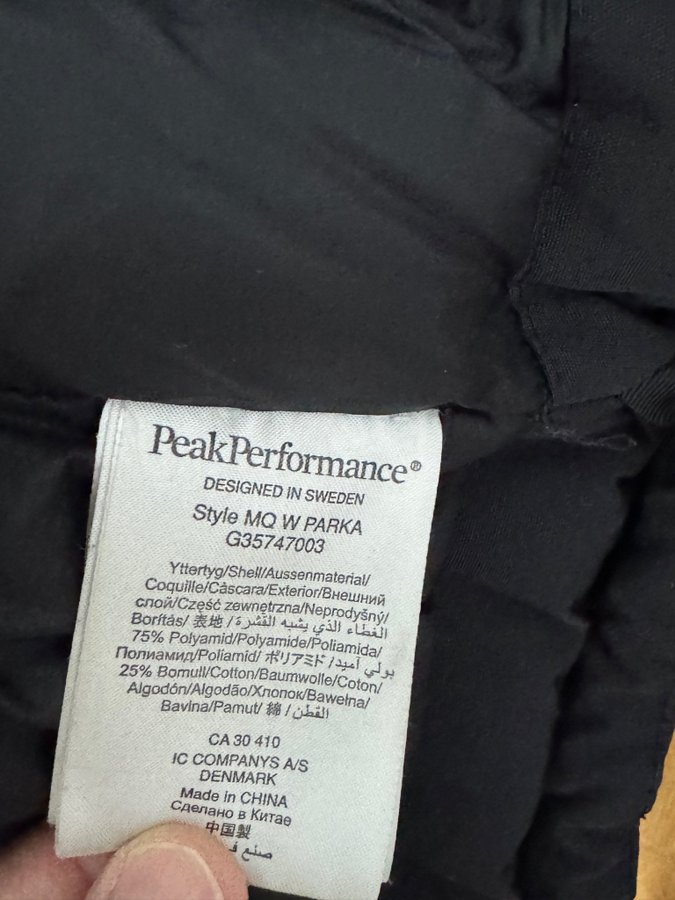 PeakPerformance®
DESIGNED IN SWEDEN
Style MQ W PARKA
G35747003
Yttertyg/Shell/Aussenmaterial/
Coquille/Càscara/Exterior/Внешний
слой/Część zewnętrzna/Neprodyšný/
Borítás/ 表地 / الغطاء الذي يشبه القشرة/
75% Polyamid/Polyamide/Poliamida/
Полиамид/Poliamid/ ポリアミド / بولي أميد/
25% Bomull/Cotton/Baumwolle/Coton/
Algodón/Algodão/Хлопок/Bawełna/
Bavlna/Pamut/ 綿 / القطن/
CA 30 410
IC COMPANYS A/S
DENMARK
Made in CHINA
Сделано в Китае
中国製
صنع